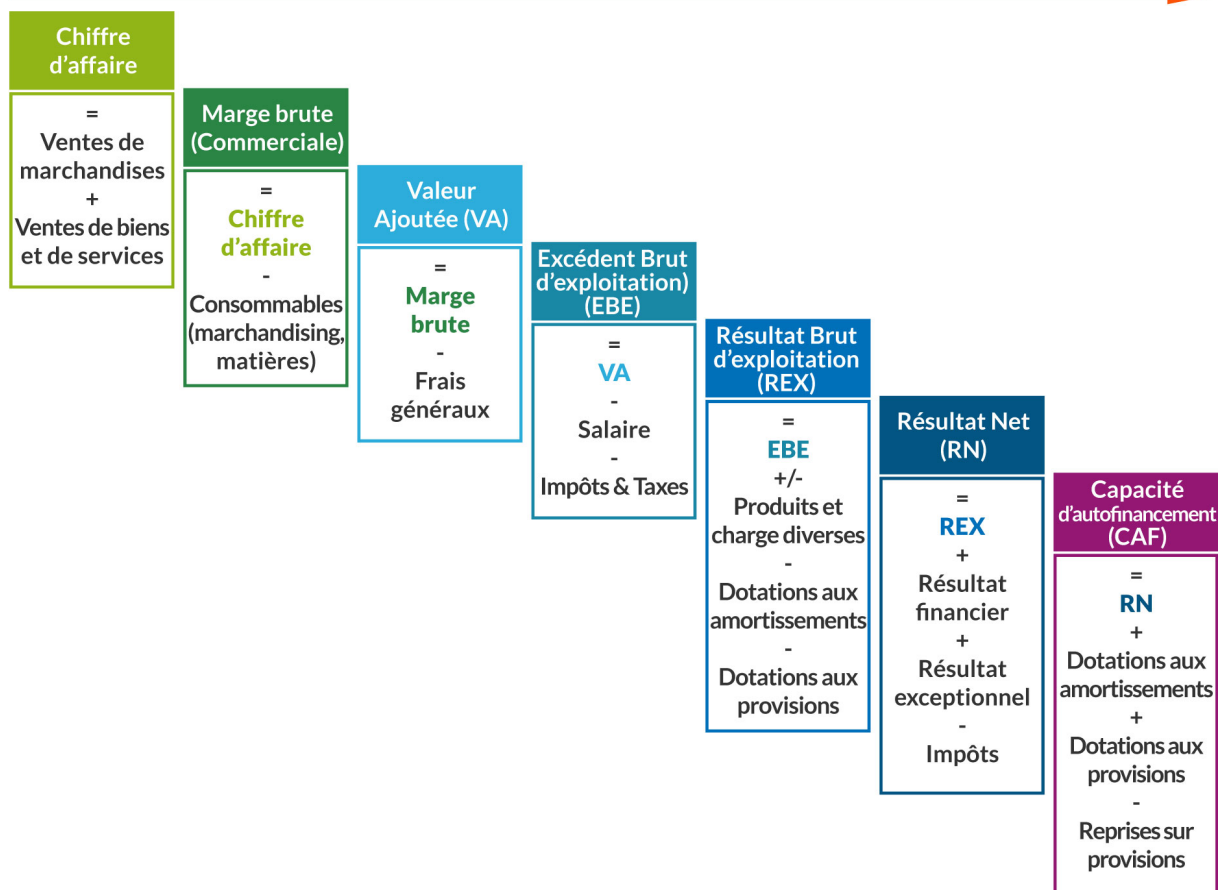 Chiffre
d'affaire
=
Ventes de
marchandises
+
Ventes de biens
et de services
Marge brute
(Commerciale)
=
Chiffre
d'affaire
-
Consommables
(marchandising,
matières)
Valeur
Ajoutée (VA)
=
Marge
brute
-
Frais
généraux
Excédent Brut
d'exploitation)
(EBE)
=
VA
-
Salaire
-
Impôts & Taxes
Résultat Brut
d'exploitation
(REX)
=
EBE
+/-
Produits et
charge diverses
-
Dotations aux
amortissements
-
Dotations aux
provisions
Résultat Net
(RN)
=
REX
+
Résultat
financier
+
Résultat
exceptionnel
-
Impôts
Capacité
d'autofinancement
(CAF)
=
RN
+
Dotations aux
amortissements
+
Dotations aux
provisions
-
Reprises sur
provisions